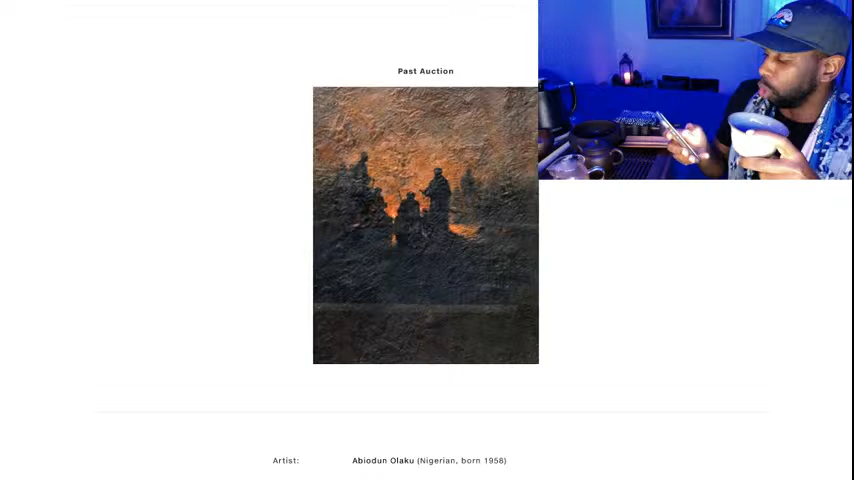 Past Auction
Artist: Abiodun Olaku (Nigerian, born 1958)